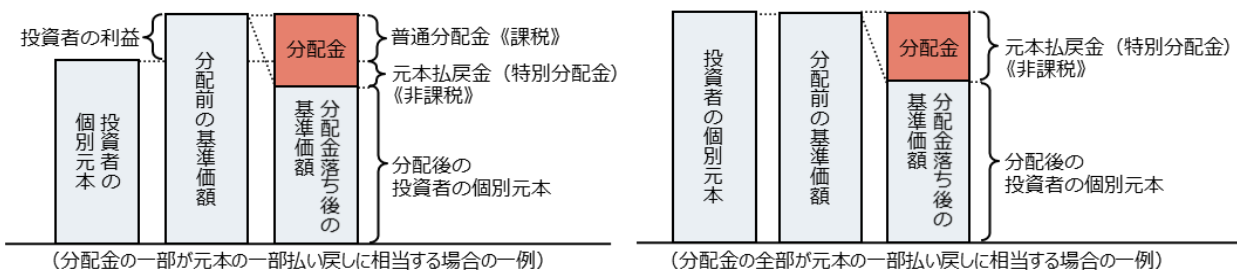 投資者の利益
投資者の
個別元本
分配前の基準価額
分配金
分配金落ち後の
基準価額
普通分配金《課税》
元本払戻金（特別分配金）
《非課税》
分配後の
投資者の個別元本
（分配金の一部が元本の一部払い戻しに相当する場合の一例）
投資者の個別元本
分配前の基準価額
分配金
分配金落ち後の
基準価額
元本払戻金（特別分配金）
《非課税》
分配後の
投資者の個別元本
（分配金の全部が元本の一部払い戻しに相当する場合の一例）